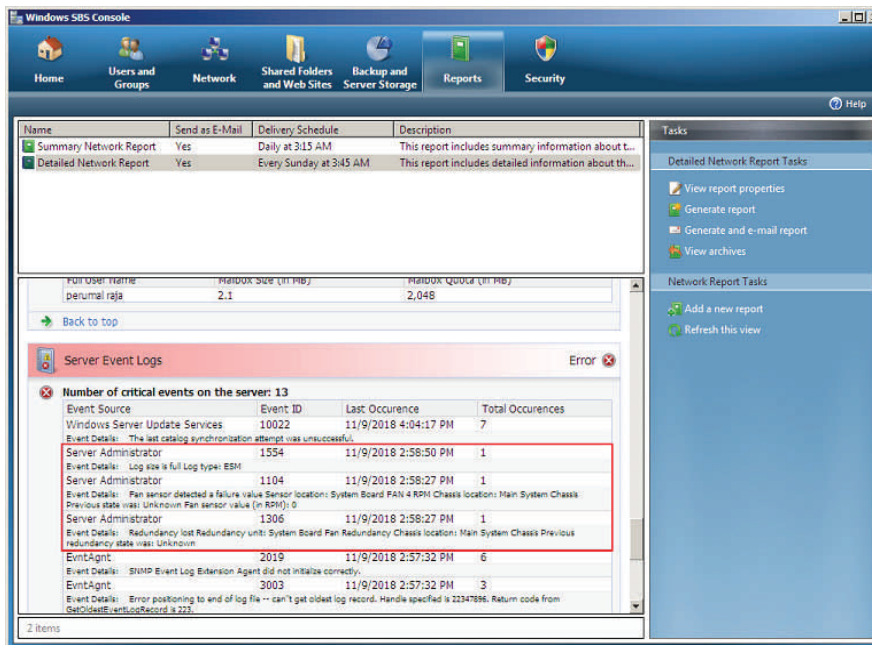 Windows SBS Console
Home
Users and Groups
Network
Shared Folders and Web Sites
Backup and Server Storage
Reports
Security
Help
Name Send as E-Mail Delivery Schedule Description
Summary Network Report Yes Daily at 3:15 AM This report includes summary information about t...
Detailed Network Report Yes Every Sunday at 3:45 AM This report includes detailed information about th...
Full User Name Mailbox Size (in MB) Mailbox Quota (in MB)
perumal raja 2.1 2,048
Back to top
Server Event Logs Error
Number of critical events on the server: 13
Event Source Event ID Last Occurence Total Occurences
Windows Server Update Services 10022 11/9/2018 4:04:17 PM 7
Event Details: The last catalog synchronization attempt was unsuccessful.
Server Administrator 1554 11/9/2018 2:58:50 PM 1
Event Details: Log size is full Log type: ESM
Server Administrator 1104 11/9/2018 2:58:27 PM 1
Event Details: Fan sensor detected a failure value Sensor location: System Board FAN 4 RPM Chassis location: Main System Chassis
Previous state was: Unknown Fan sensor value (in RPM): 0
Server Administrator 1306 11/9/2018 2:58:27 PM 1
Event Details: Redundancy lost Redundancy unit: System Board Fan Redundancy Chassis location: Main System Chassis Previous
redundancy state was: Unknown
EvntAgnt 2019 11/9/2018 2:57:32 PM 6
Event Details: SNMP Event Log Extension Agent did not initialize correctly.
EvntAgnt 3003 11/9/2018 2:57:32 PM 3
Event Details: Error positioning to end of log file -- can't get oldest log record. Handle specified is 22347896. Return code from
GetOldestEventLogRecord is 223.
2 items
Tasks
Detailed Network Report Tasks
View report properties
Generate report
Generate and e-mail report
View archives
Network Report Tasks
Add a new report
Refresh this view